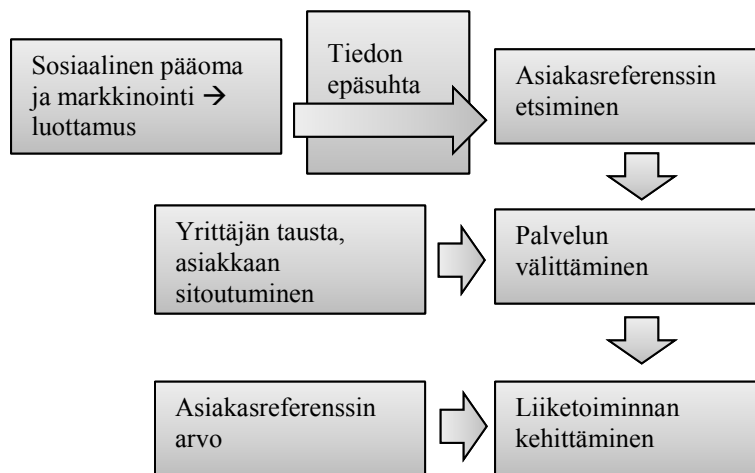 Sosiaalinen pääoma
ja markkinointi →
luottamus
Tiedon
epäsuhta
Asiakasreferenssin
etsiminen
Yrittäjän tausta,
asiakkaan
sitoutuminen
Palvelun
välittäminen
Asiakasreferenssin
arvo
Liiketoiminnan
kehittäminen